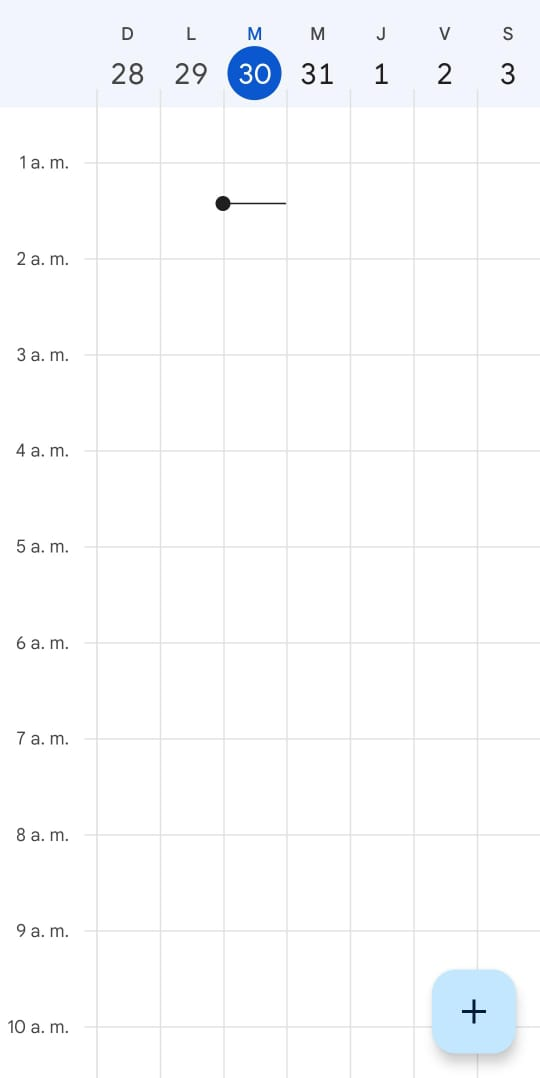 D L M M J V S
28 29 30 31 1 2 3
1 a. m.
2 a. m.
3 a. m.
4 a. m.
5 a. m.
6 a. m.
7 a. m.
8 a. m.
9 a. m.
10 a. m.
+